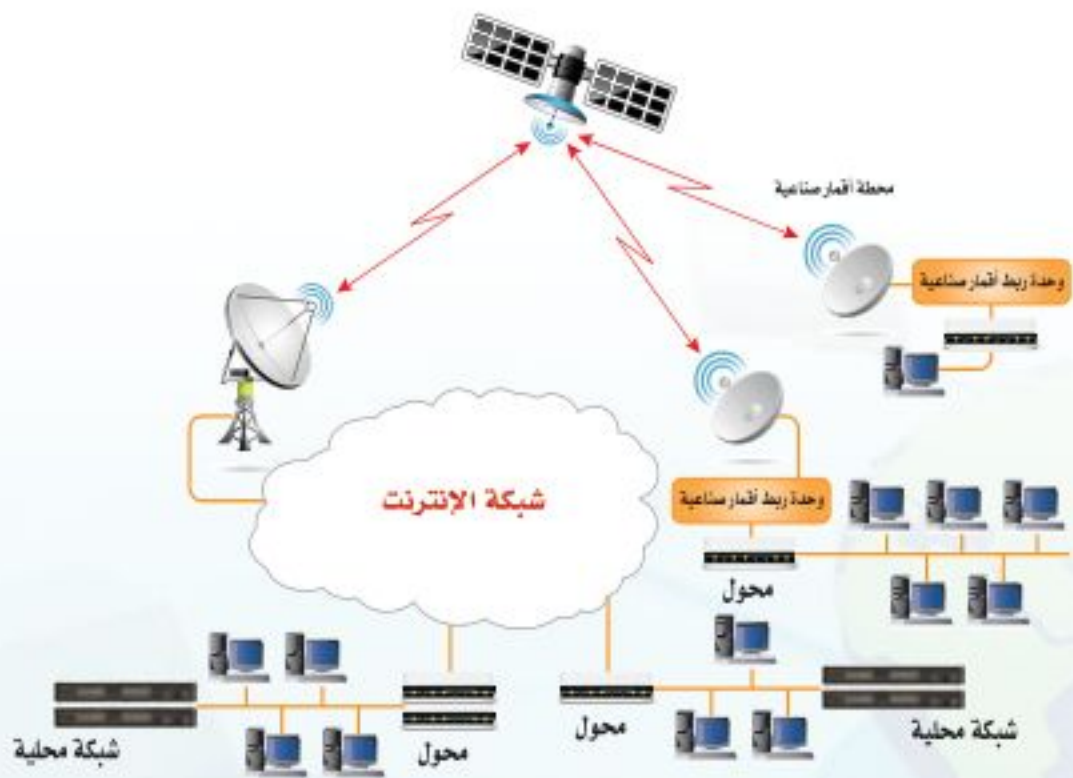 محطة أقمار صناعية
وحدة ربط أقمار صناعية
شبكة الإنترنت
وحدة ربط أقمار صناعية
محول
محول
شبكة محلية
محول
شبكة محلية